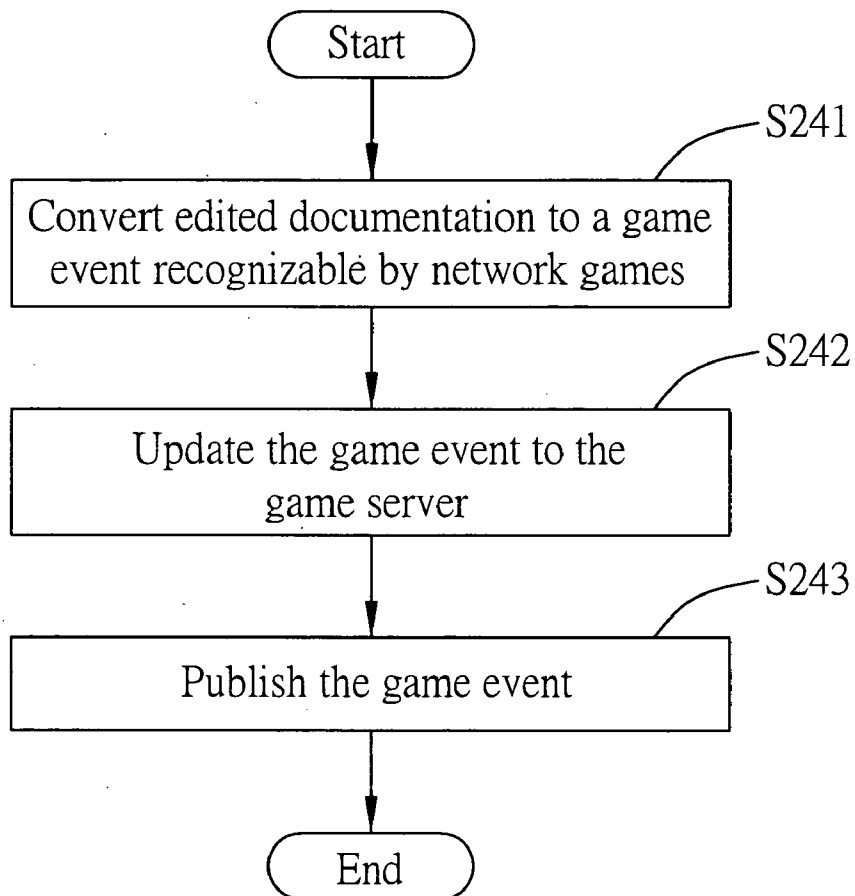 Start
S241
Convert edited documentation to a game
event recognizable by network games
S242
Update the game event to the
game server
S243
Publish the game event
End